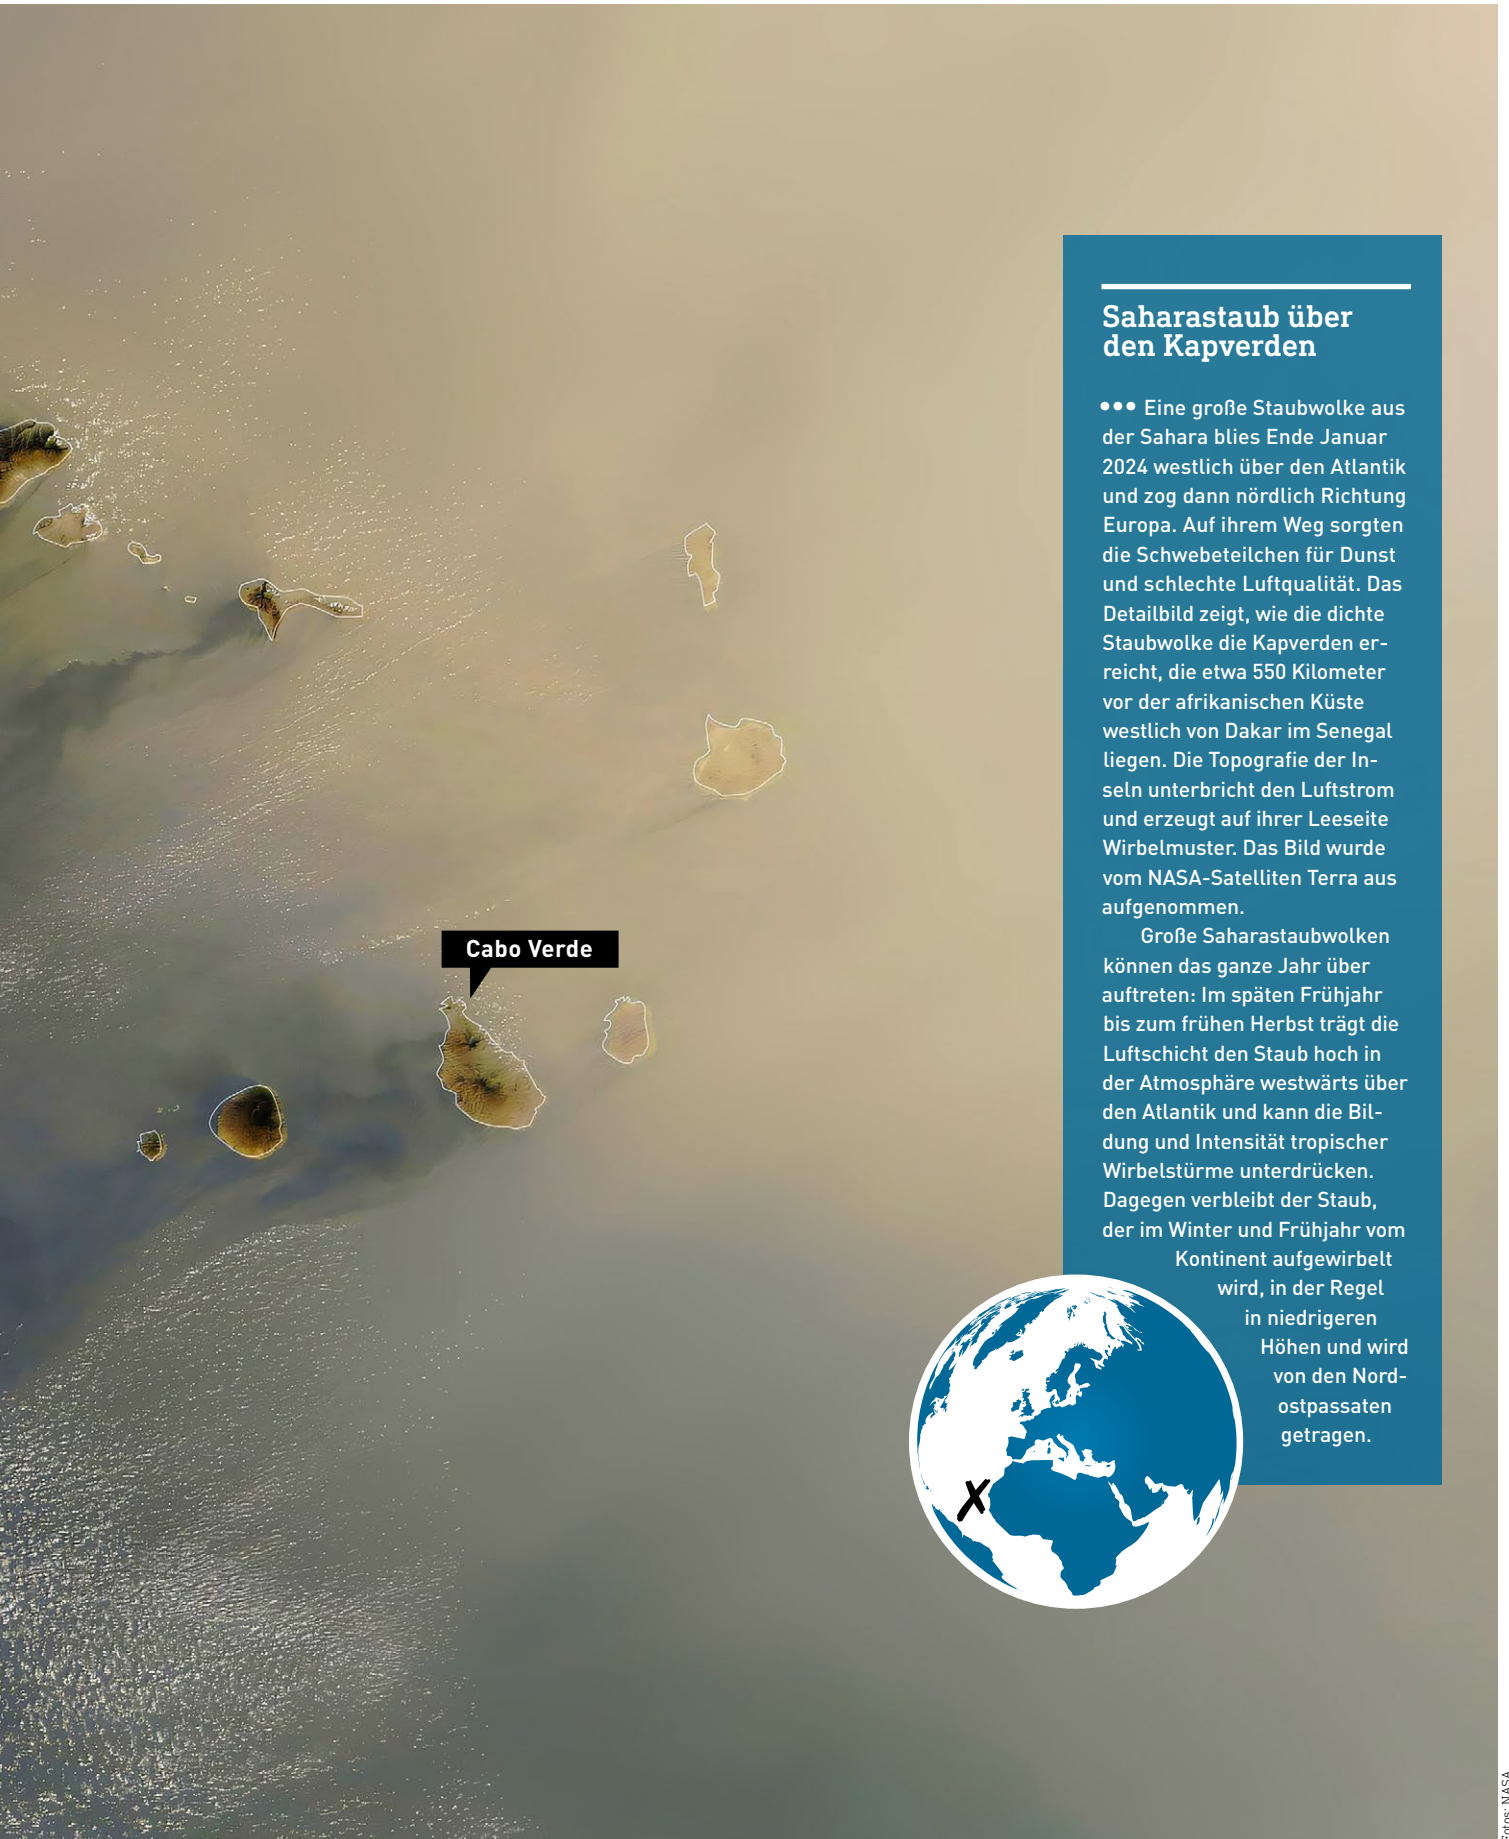 Saharastaub über
den Kapverden
••• Eine große Staubwolke aus
der Sahara blies Ende Januar
2024 westlich über den Atlantik
und zog dann nördlich Richtung
Europa. Auf ihrem Weg sorgten
die Schwebeteilchen für Dunst
und schlechte Luftqualität. Das
Detailbild zeigt, wie die dichte
Staubwolke die Kapverden er-
reicht, die etwa 550 Kilometer
vor der afrikanischen Küste
westlich von Dakar im Senegal
liegen. Die Topografie der In-
seln unterbricht den Luftstrom
und erzeugt auf ihrer Leeseite
Wirbelmuster. Das Bild wurde
vom NASA-Satelliten Terra aus
aufgenommen.
Große Saharastaubwolken
können das ganze Jahr über
auftreten: Im späten Frühjahr
bis zum frühen Herbst trägt die
Luftschicht den Staub hoch in
der Atmosphäre westwärts über
den Atlantik und kann die Bil-
dung und Intensität tropischer
Wirbelstürme unterdrücken.
Dagegen verbleibt der Staub,
der im Winter und Frühjahr vom
Kontinent aufgewirbelt
wird, in der Regel
in niedrigeren
Höhen und wird
von den Nord-
ostpassaten
getragen.
Cabo Verde
Fotos: NASA